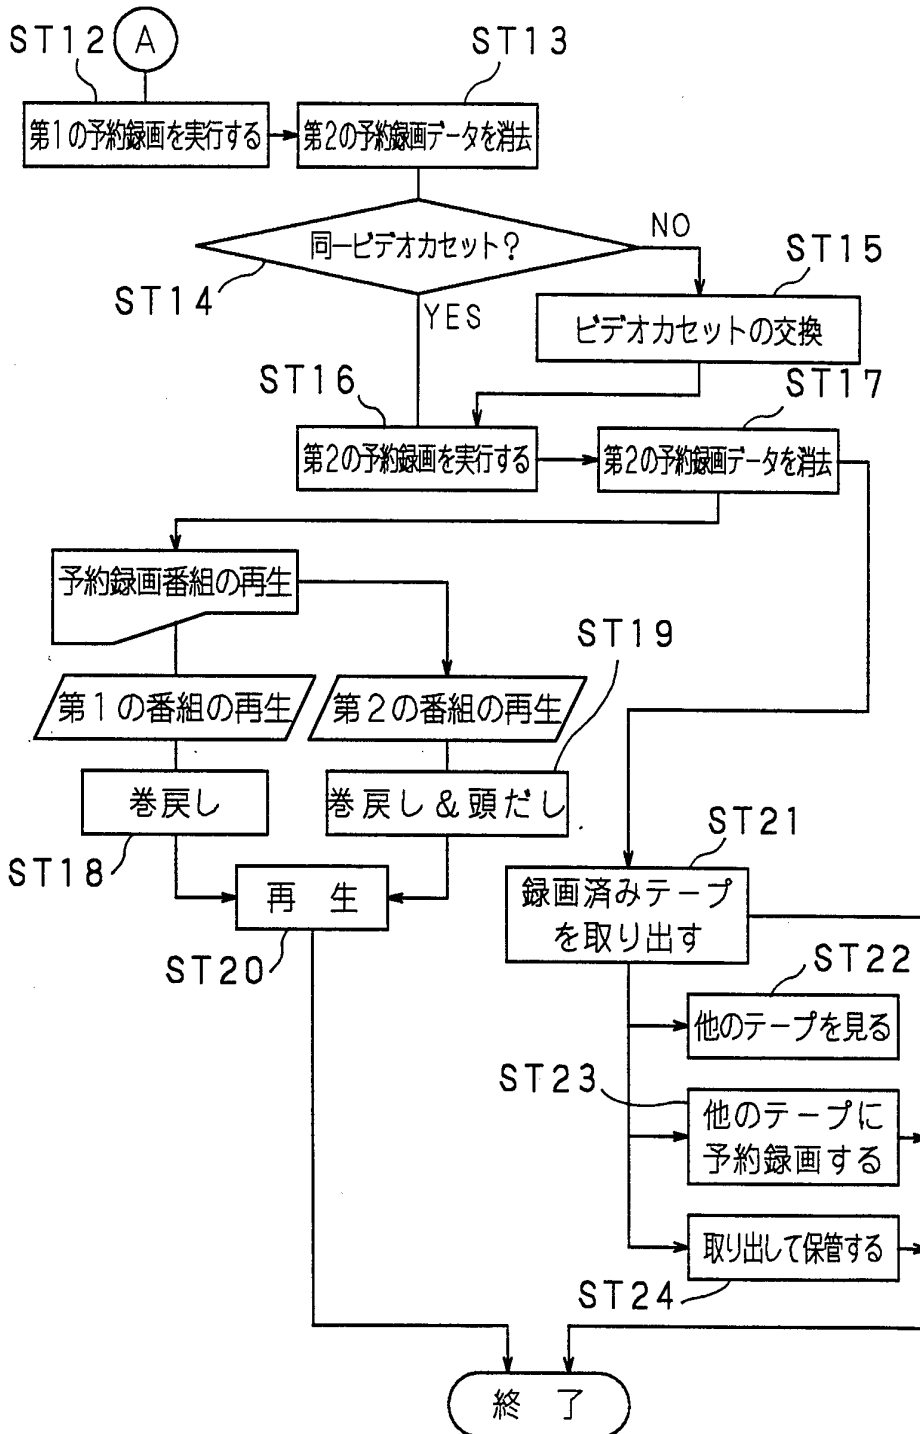 ST12
A
ST13
第1の予約録画を実行する
第2の予約録画データを消去
同一ビデオカセット?
NO
ST14
YES
ST15
ビデオカセットの交換
ST16
ST17
第2の予約録画を実行する
第2の予約録画データを消去
予約録画番組の再生
ST19
第1の番組の再生
第2の番組の再生
巻戻し
巻戻し&頭だし
ST18
再 生
ST20
ST21
録画済みテープ
を取り出す
ST22
他のテープを見る
ST23
他のテープに
予約録画する
取り出して保管する
ST24
終 了